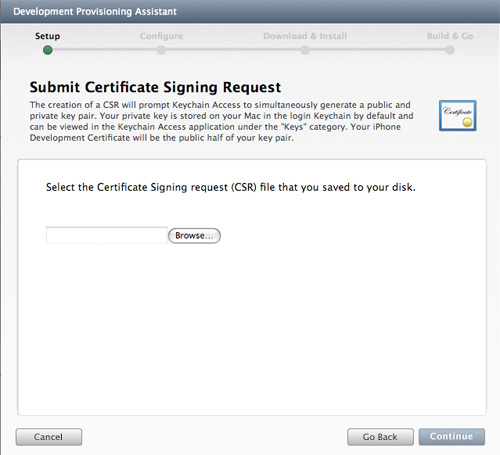 Development Provisioning Assistant
Setup Configure Download & Install Build & Go
Submit Certificate Signing Request
The creation of a CSR will prompt Keychain Access to simultaneously generate a public and
private key pair. Your private key is stored on your Mac in the login Keychain by default and
can be viewed in the Keychain Access application under the "Keys" category. Your iPhone
Development Certificate will be the public half of your key pair.
Certificate
Select the Certificate Signing request (CSR) file that you saved to your disk.
Browse...
Cancel Go Back Continue